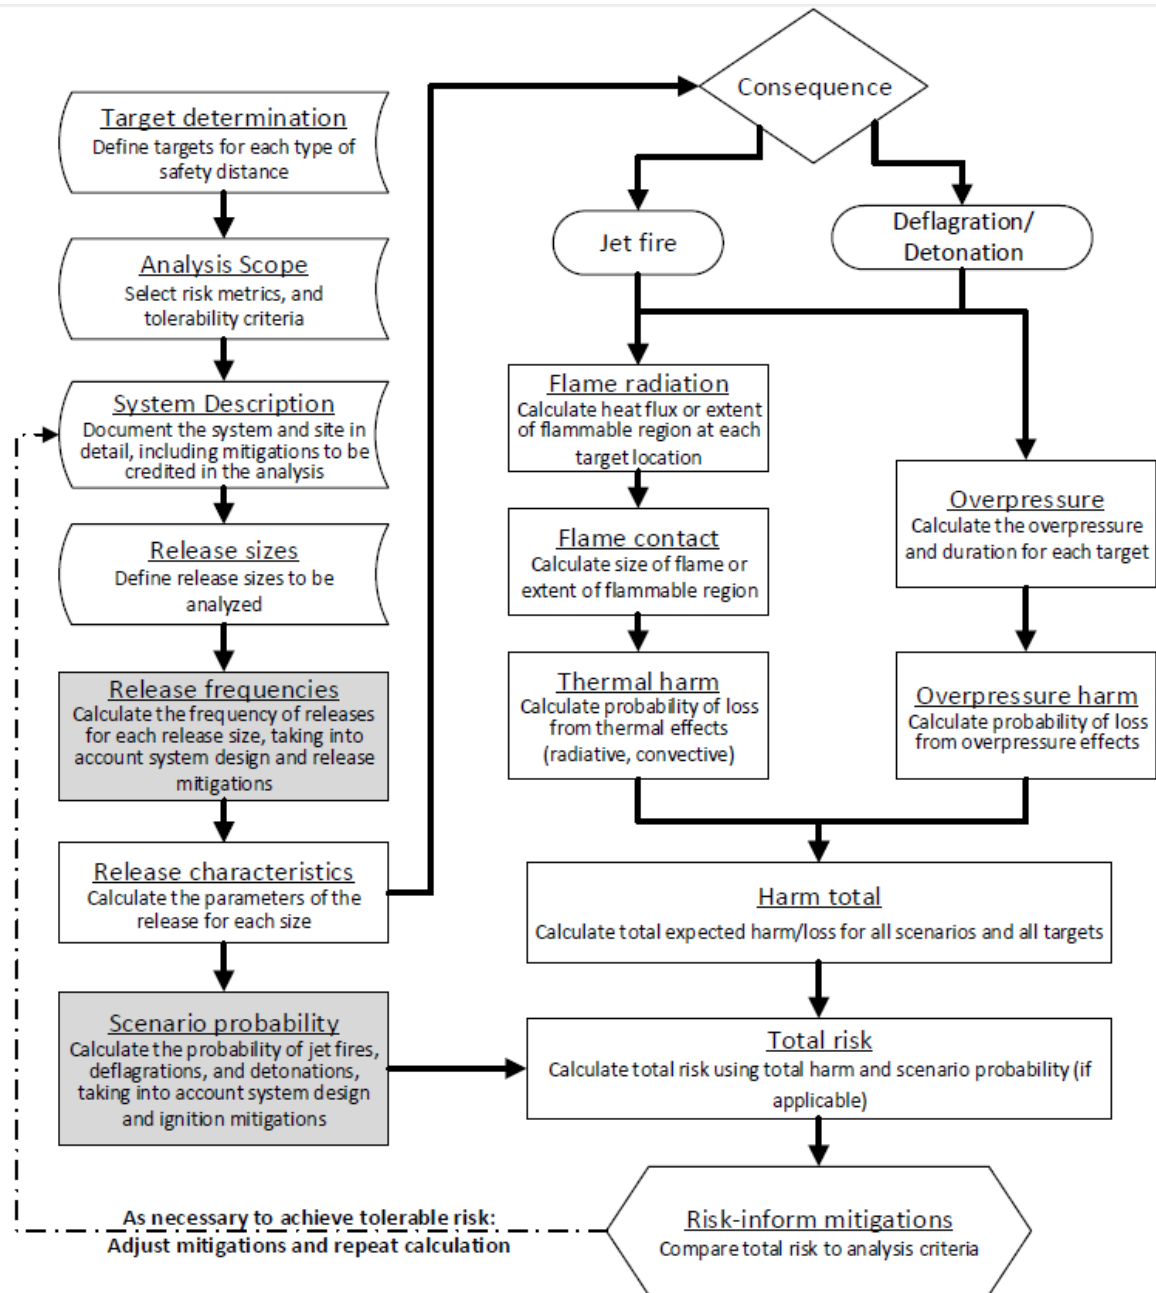 Target determination
Define targets for each type of
safety distance
Analysis Scope
Select risk metrics, and
tolerability criteria
System Description
Document the system and site in
detail, including mitigations to be
credited in the analysis
Release sizes
Define release sizes to be
analyzed
Release frequencies
Calculate the frequency of releases
for each release size, taking into
account system design and release
mitigations
Release characteristics
Calculate the parameters of the
release for each size
Scenario probability
Calculate the probability of jet fires,
deflagrations, and detonations,
taking into account system design
and ignition mitigations
Consequence
Jet fire
Deflagration/
Detonation
Flame radiation
Calculate heat flux or extent
of flammable region at each
target location
Flame contact
Calculate size of flame or
extent of flammable region
Thermal harm
Calculate probability of loss
from thermal effects
(radiative, convective)
Overpressure
Calculate the overpressure
and duration for each target
Overpressure harm
Calculate probability of loss
from overpressure effects
Harm total
Calculate total expected harm/loss for all scenarios and all targets
Total risk
Calculate total risk using total harm and scenario probability (if
applicable)
Risk-inform mitigations
Compare total risk to analysis criteria
As necessary to achieve tolerable risk:
Adjust mitigations and repeat calculation